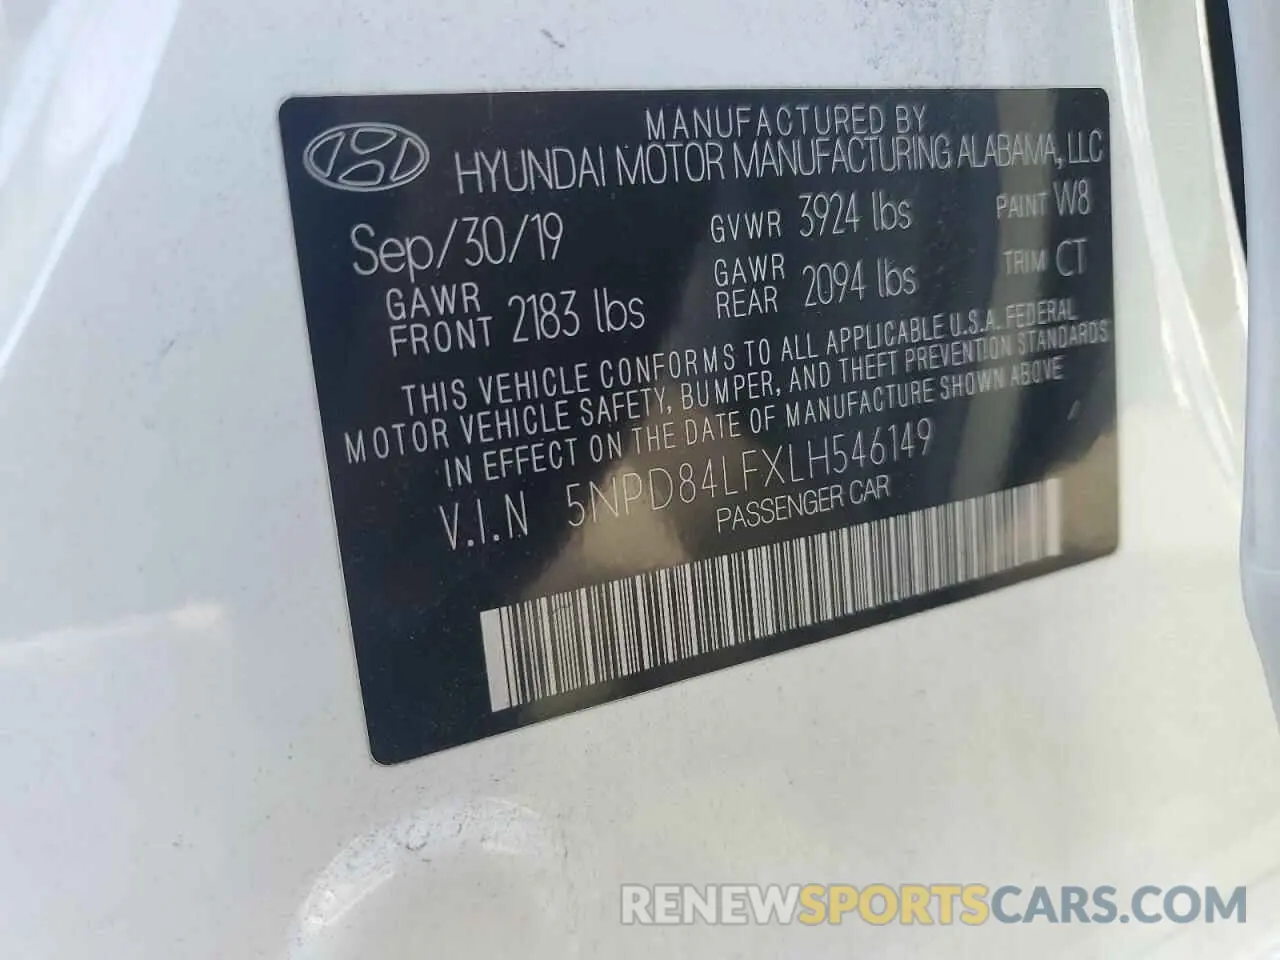 MANUFACTURED BY
HYUNDAI MOTOR MANUFACTURING ALABAMA, LLC
Sep/30/19 GVWR 3924 lbs PAINT W8
GAWR FRONT 2183 lbs GAWR REAR 2094 lbs TRIM CT
THIS VEHICLE CONFORMS TO ALL APPLICABLE U.S.A. FEDERAL
MOTOR VEHICLE SAFETY, BUMPER, AND THEFT PREVENTION STANDARDS
IN EFFECT ON THE DATE OF MANUFACTURE SHOWN ABOVE
V.I.N 5NPD84LFXLH546149
PASSENGER CAR
RENEWSPORTSCARS.COM